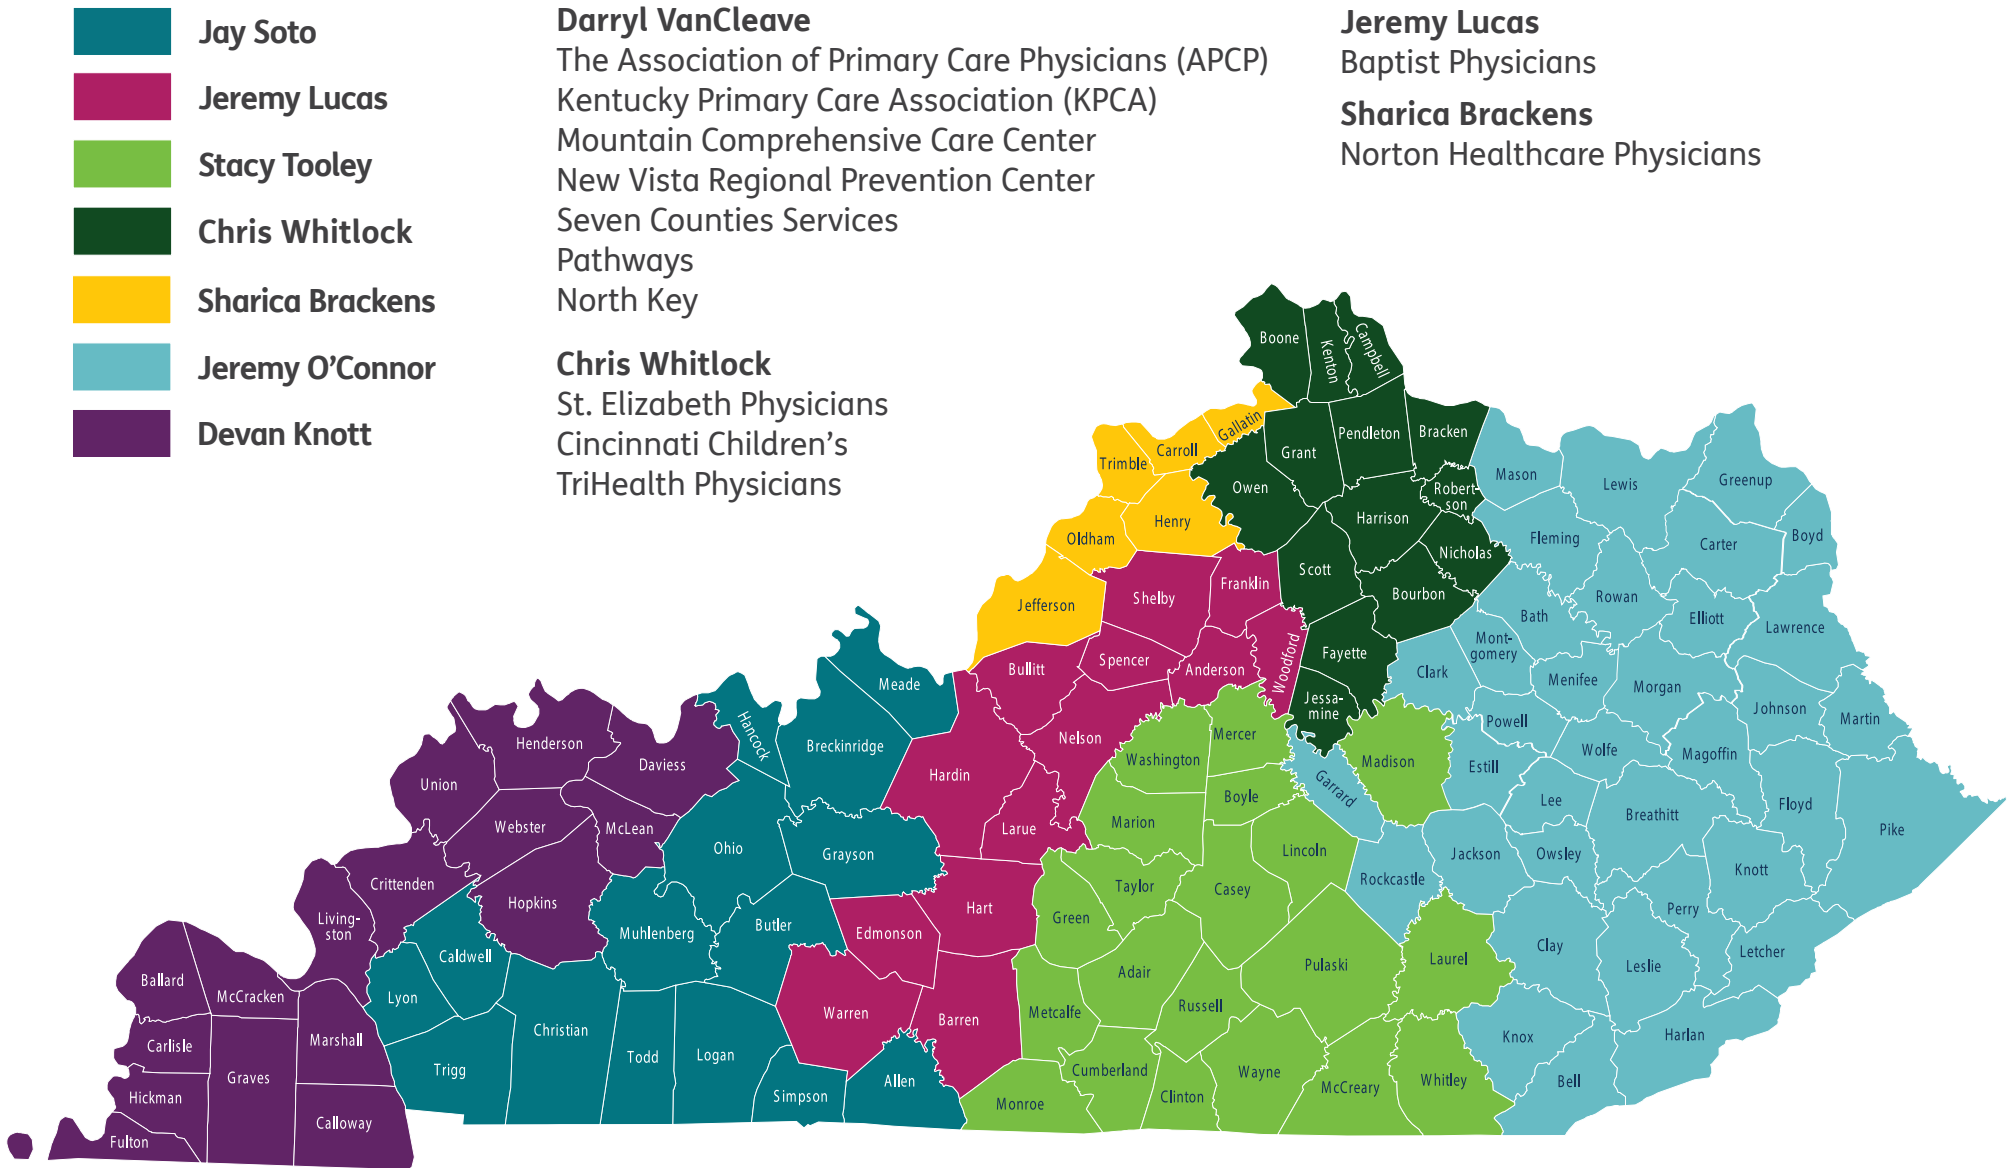 Jay Soto
Jeremy Lucas
Stacy Tooley
Chris Whitlock
Sharica Brackens
Jeremy O’Connor
Devan Knott
Darryl VanCleave
The Association of Primary Care Physicians (APCP)
Kentucky Primary Care Association (KPCA)
Mountain Comprehensive Care Center
New Vista Regional Prevention Center
Seven Counties Services
Pathways
North Key
Chris Whitlock
St. Elizabeth Physicians
Cincinnati Children’s
TriHealth Physicians
Jeremy Lucas
Baptist Physicians
Sharica Brackens
Norton Healthcare Physicians
Boone
Kenton
Campbell
Gallatin
Carroll
Trimble
Grant
Pendleton
Bracken
Owen
Robert-
son
Mason
Lewis
Greenup
Henry
Oldham
Harrison
Nicholas
Fleming
Carter
Boyd
Jefferson
Shelby
Franklin
Scott
Bourbon
Bath
Rowan
Elliott
Lawrence
Bullitt
Spencer
Anderson
Woodford
Fayette
Jessa-
mine
Clark
Mont-
gomery
Menifee
Morgan
Johnson
Martin
Meade
Hancock
Breckinridge
Hardin
Nelson
Washington
Mercer
Garrard
Madison
Powell
Estill
Wolfe
Magoffin
Floyd
Pike
Henderson
Daviess
Union
Webster
McLean
Ohio
Grayson
Larue
Marion
Boyle
Lincoln
Lee
Breathitt
Jackson
Owsley
Knott
Rockcastle
Crittenden
Hopkins
Living-
ston
Muhlenberg
Butler
Edmonson
Hart
Green
Taylor
Casey
Perry
Clay
Leslie
Letcher
Laurel
Pulaski
Adair
Ballard
McCracken
Caldwell
Lyon
Christian
Warren
Barren
Metcalfe
Russell
Knox
Harlan
Carlisle
Marshall
Graves
Trigg
Todd
Logan
Simpson
Allen
Monroe
Cumberland
Clinton
Wayne
McCreary
Whitley
Bell
Hickman
Fulton
Calloway